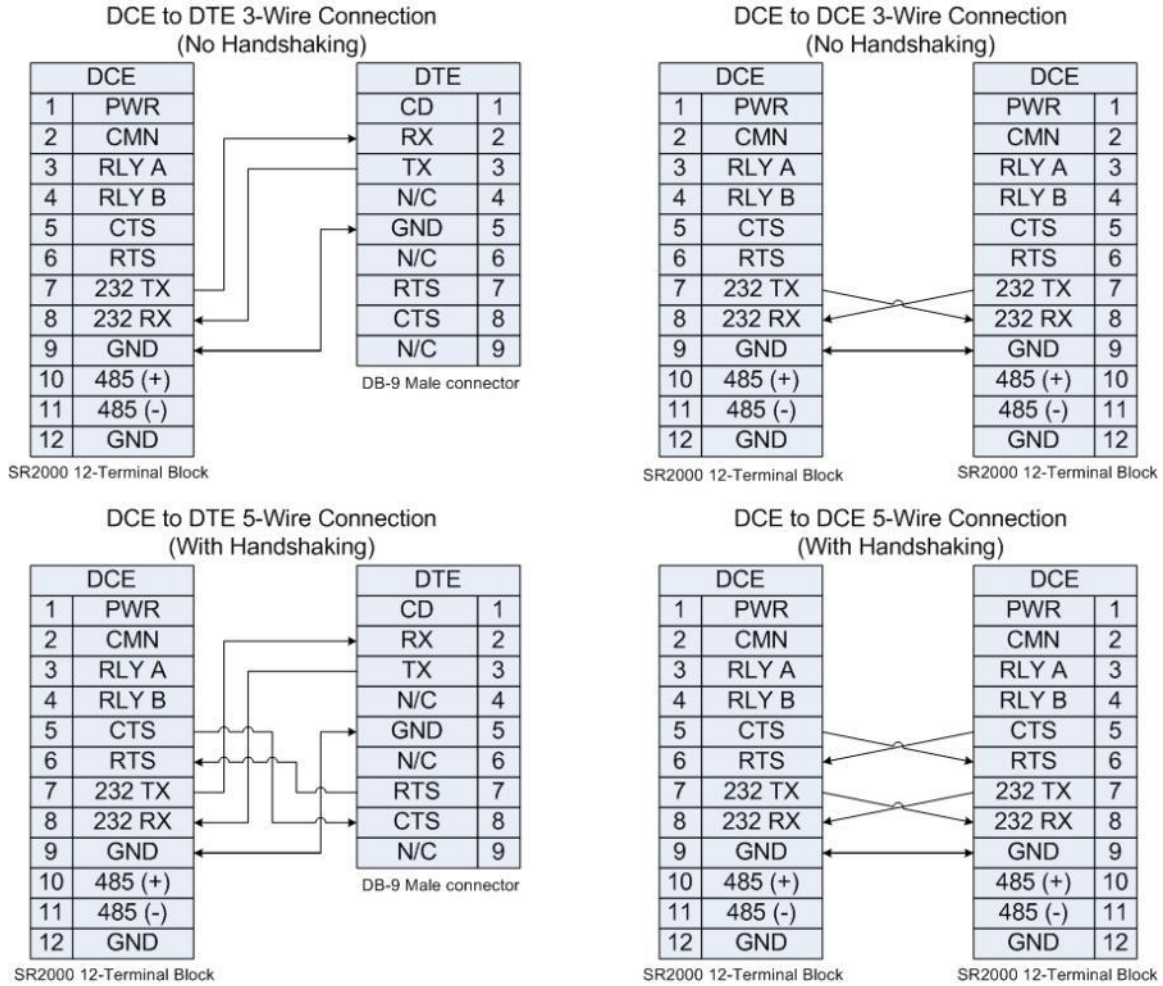 DCE to DTE 3-Wire Connection
(No Handshaking)
DCE DTE
1 PWR CD 1
2 CMN RX 2
3 RLY A TX 3
4 RLY B N/C 4
5 CTS GND 5
6 RTS N/C 6
7 232 TX RTS 7
8 232 RX CTS 8
9 GND N/C 9
10 485 (+) DB-9 Male connector
11 485 (-)
12 GND
SR2000 12-Terminal Block
DCE to DCE 3-Wire Connection
(No Handshaking)
DCE DCE
1 PWR PWR 1
2 CMN CMN 2
3 RLY A RLY A 3
4 RLY B RLY B 4
5 CTS CTS 5
6 RTS RTS 6
7 232 TX 232 TX 7
8 232 RX 232 RX 8
9 GND GND 9
10 485 (+) 485 (+) 10
11 485 (-) 485 (-) 11
12 GND GND 12
SR2000 12-Terminal Block SR2000 12-Terminal Block
DCE to DTE 5-Wire Connection
(With Handshaking)
DCE DTE
1 PWR CD 1
2 CMN RX 2
3 RLY A TX 3
4 RLY B N/C 4
5 CTS GND 5
6 RTS N/C 6
7 232 TX RTS 7
8 232 RX CTS 8
9 GND N/C 9
10 485 (+) DB-9 Male connector
11 485 (-)
12 GND
SR2000 12-Terminal Block
DCE to DCE 5-Wire Connection
(With Handshaking)
DCE DCE
1 PWR PWR 1
2 CMN CMN 2
3 RLY A RLY A 3
4 RLY B RLY B 4
5 CTS CTS 5
6 RTS RTS 6
7 232 TX 232 TX 7
8 232 RX 232 RX 8
9 GND GND 9
10 485 (+) 485 (+) 10
11 485 (-) 485 (-) 11
12 GND GND 12
SR2000 12-Terminal Block SR2000 12-Terminal Block